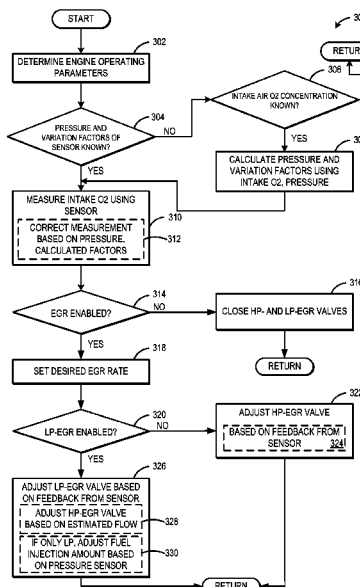 START
302
DETERMINE ENGINE OPERATING
PARAMETERS
304
PRESSURE AND
VARIATION FACTORS OF
SENSOR KNOWN?
NO
YES
RETURN
306
INTAKE AIR O2 CONCENTRATION
KNOWN?
YES
CALCULATE PRESSURE AND
VARIATION FACTORS USING
INTAKE O2, PRESSURE
MEASURE INTAKE O2 USING
SENSOR
310
CORRECT MEASUREMENT
BASED ON PRESSURE,
CALCULATED FACTORS
312
314
EGR ENABLED?
NO
YES
316
CLOSE HP- AND LP-EGR VALVES
RETURN
318
SET DESIRED EGR RATE
320
LP-EGR ENABLED?
NO
YES
322
ADJUST HP-EGR VALVE
BASED ON FEEDBACK FROM
SENSOR
324
326
ADJUST LP-EGR VALVE BASED
ON FEEDBACK FROM SENSOR
ADJUST HP-EGR VALVE
BASED ON ESTIMATED FLOW
328
IF ONLY LP, ADJUST FUEL
INJECTION AMOUNT BASED
ON PRESSURE SENSOR
330
RETURN